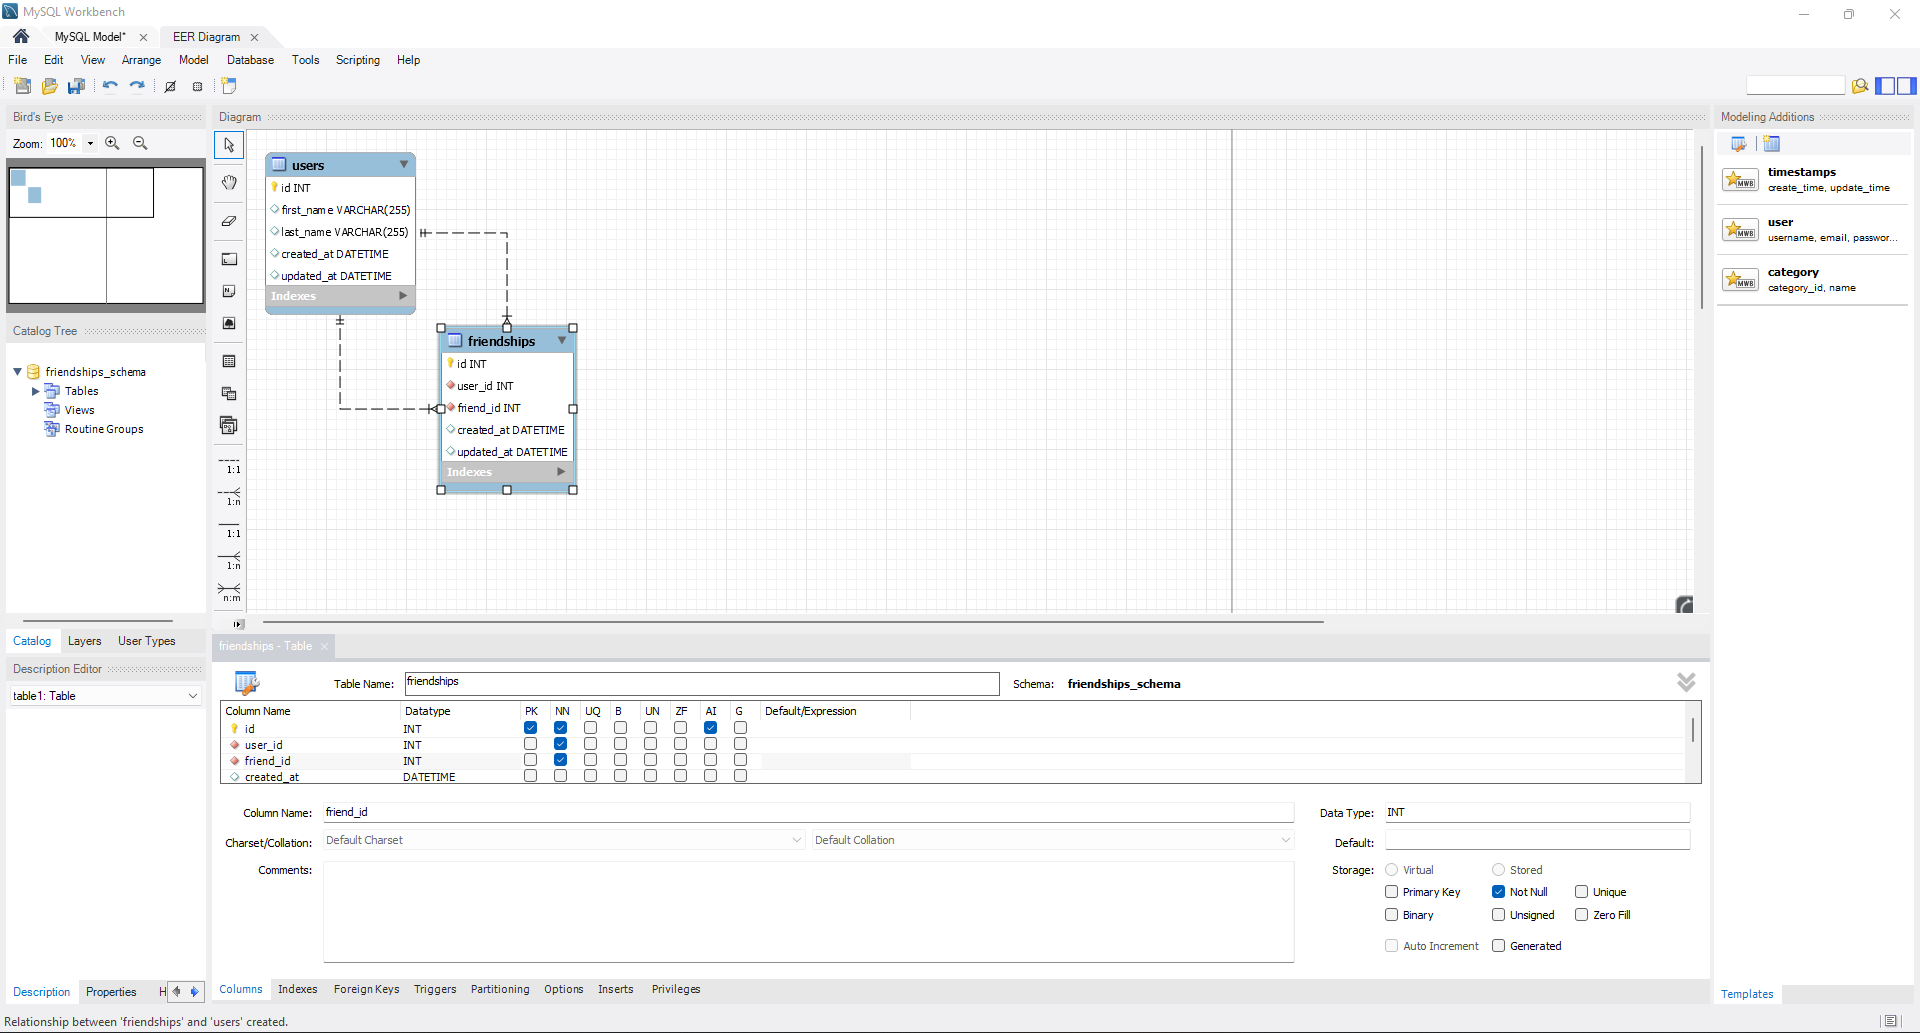 MySQL Workbench
MySQL Model*
EER Diagram
File Edit View Arrange Model Database Tools Scripting Help
Bird's Eye
Zoom: 100%
Catalog Tree
friendships_schema
Tables
Views
Routine Groups
Catalog Layers User Types
Description Editor
table1: Table
Description Properties H
Diagram
1:1
1:n
1:1
1:n
n:m
users
id INT
first_name VARCHAR(255)
last_name VARCHAR(255)
created_at DATETIME
updated_at DATETIME
Indexes
friendships
id INT
user_id INT
friend_id INT
created_at DATETIME
updated_at DATETIME
Indexes
Modeling Additions
MWB
timestamps
create_time, update_time
MWB
user
username, email, passwor...
MWB
category
category_id, name
Templates
friendships - Table
Table Name: friendships Schema: friendships_schema
Column Name Datatype PK NN UQ B UN ZF AI G Default/Expression
id INT
user_id INT
friend_id INT
created_at DATETIME
Column Name: friend_id
Charset/Collation: Default Charset Default Collation
Comments:
Data Type: INT
Default:
Storage: Virtual Stored
Primary Key Not Null Unique
Binary Unsigned Zero Fill
Auto Increment Generated
Columns Indexes Foreign Keys Triggers Partitioning Options Inserts Privileges
Relationship between 'friendships' and 'users' created.